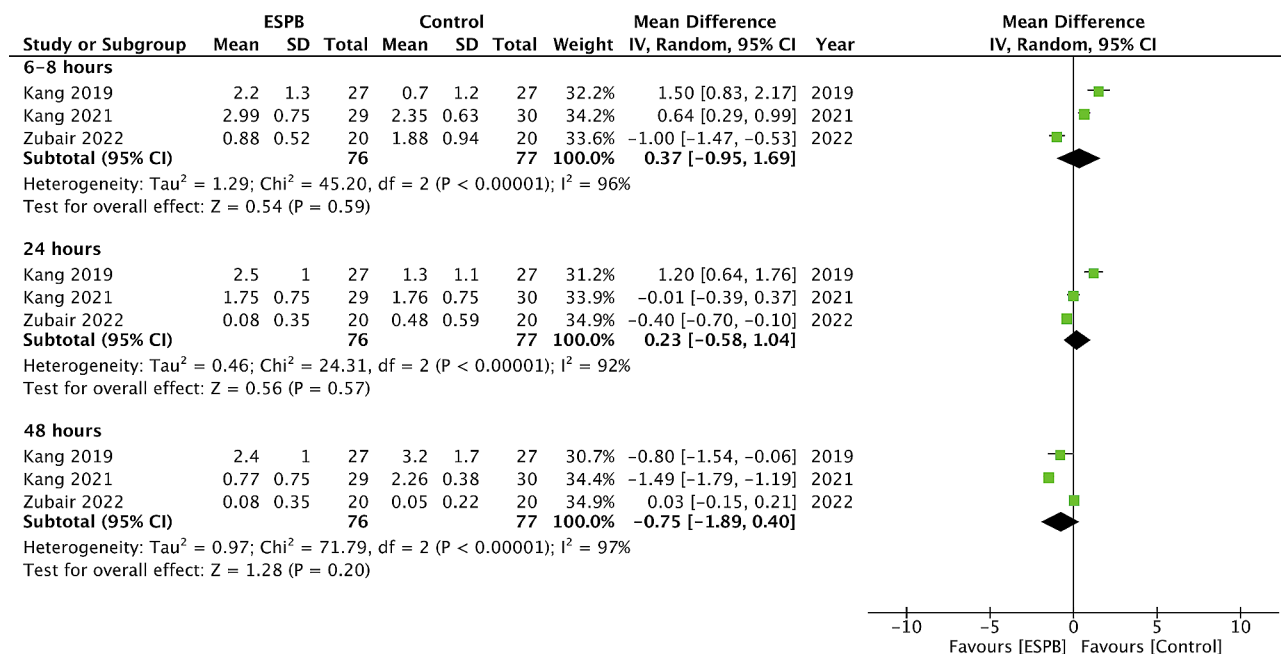 ESPB Control Mean Difference Mean Difference
Study or Subgroup Mean SD Total Mean SD Total Weight IV, Random, 95% CI Year IV, Random, 95% CI
6–8 hours
Kang 2019 2.2 1.3 27 0.7 1.2 27 32.2% 1.50 [0.83, 2.17] 2019
Kang 2021 2.99 0.75 29 2.35 0.63 30 34.2% 0.64 [0.29, 0.99] 2021
Zubair 2022 0.88 0.52 20 1.88 0.94 20 33.6% −1.00 [−1.47, −0.53] 2022
Subtotal (95% CI) 76 77 100.0% 0.37 [−0.95, 1.69]
Heterogeneity: Tau² = 1.29; Chi² = 45.20, df = 2 (P < 0.00001); I² = 96%
Test for overall effect: Z = 0.54 (P = 0.59)
24 hours
Kang 2019 2.5 1 27 1.3 1.1 27 31.2% 1.20 [0.64, 1.76] 2019
Kang 2021 1.75 0.75 29 1.76 0.75 30 33.9% −0.01 [−0.39, 0.37] 2021
Zubair 2022 0.08 0.35 20 0.48 0.59 20 34.9% −0.40 [−0.70, −0.10] 2022
Subtotal (95% CI) 76 77 100.0% 0.23 [−0.58, 1.04]
Heterogeneity: Tau² = 0.46; Chi² = 24.31, df = 2 (P < 0.00001); I² = 92%
Test for overall effect: Z = 0.56 (P = 0.57)
48 hours
Kang 2019 2.4 1 27 3.2 1.7 27 30.7% −0.80 [−1.54, −0.06] 2019
Kang 2021 0.77 0.75 29 2.26 0.38 30 34.4% −1.49 [−1.79, −1.19] 2021
Zubair 2022 0.08 0.35 20 0.05 0.22 20 34.9% 0.03 [−0.15, 0.21] 2022
Subtotal (95% CI) 76 77 100.0% −0.75 [−1.89, 0.40]
Heterogeneity: Tau² = 0.97; Chi² = 71.79, df = 2 (P < 0.00001); I² = 97%
Test for overall effect: Z = 1.28 (P = 0.20)
−10 −5 0 5 10
Favours [ESPB] Favours [Control]